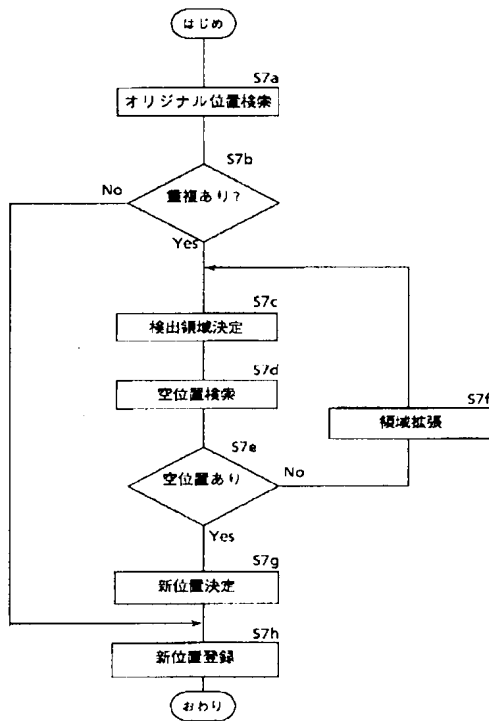 はじめ
S7a
オリジナル位置検索
S7b
重複あり?
No
Yes
S7c
検出領域決定
S7d
空位置検索
S7f
領域拡張
S7e
空位置あり
No
Yes
S7g
新位置決定
S7h
新位置登録
おわり